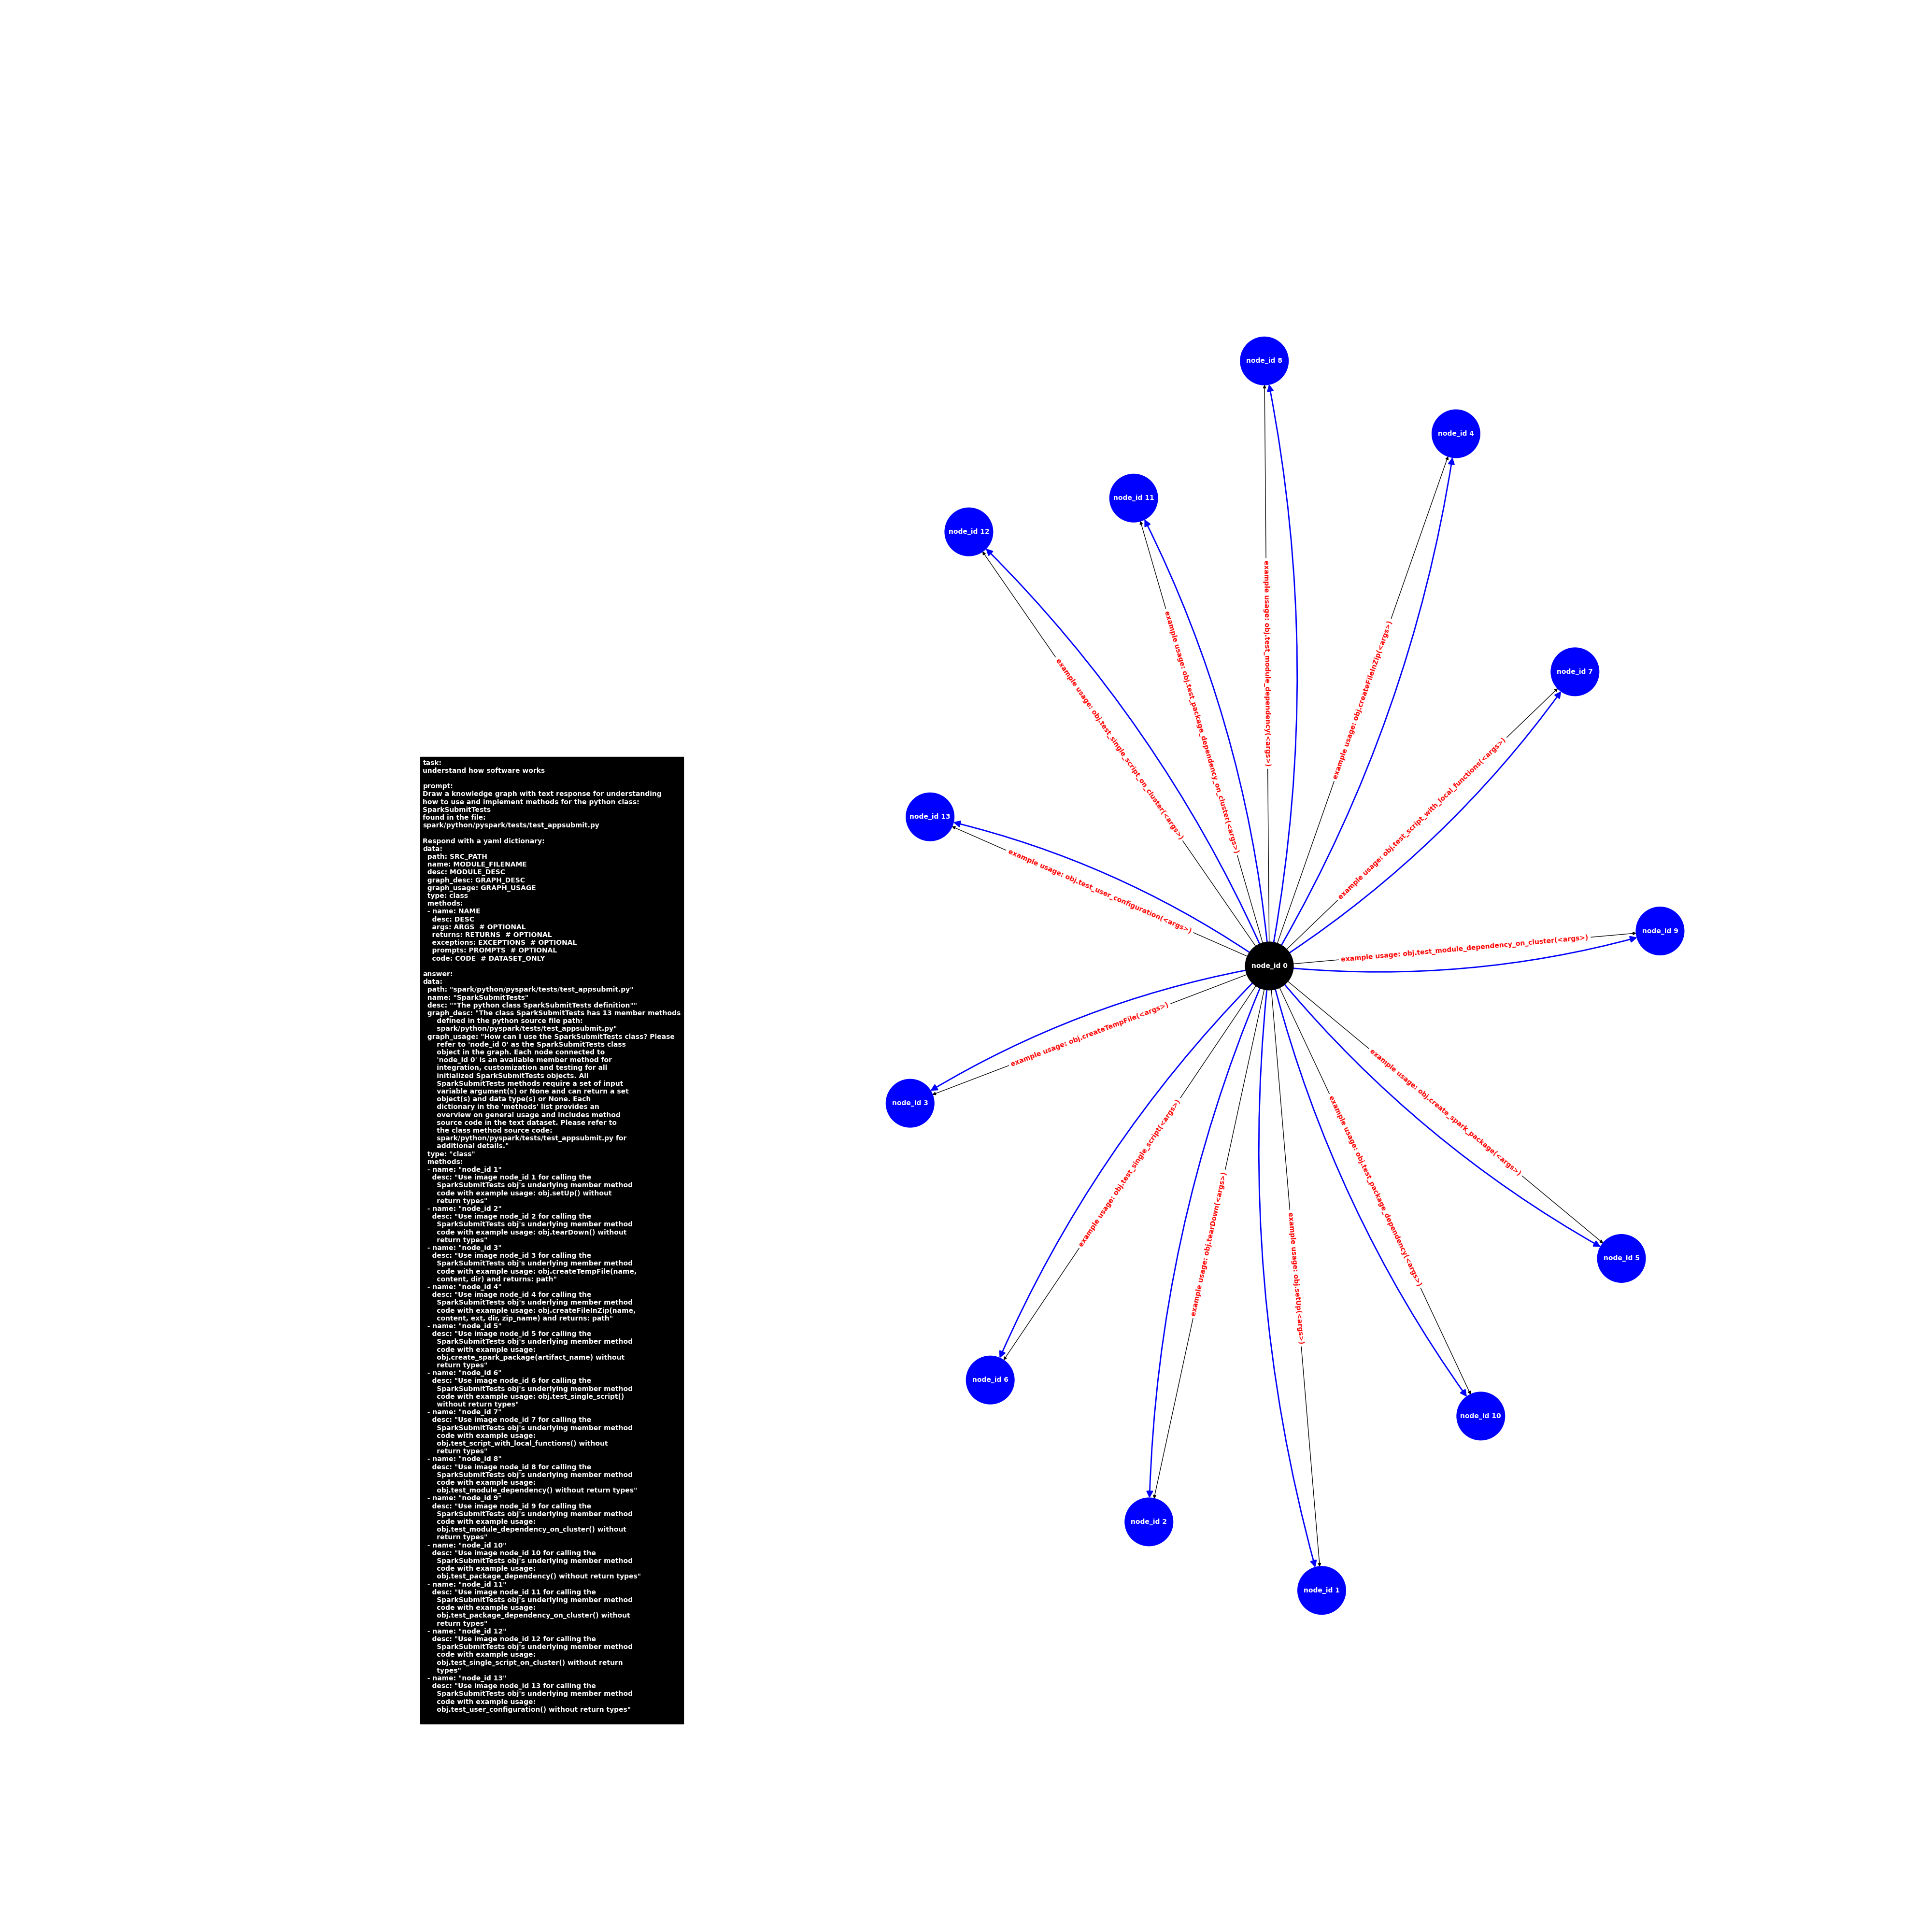 task:
understand how software works

prompt:
Draw a knowledge graph with text response for understanding
how to use and implement methods for the python class:
SparkSubmitTests
found in the file:
spark/python/pyspark/tests/test_appsubmit.py

Respond with a yaml dictionary:
data:
  path: SRC_PATH
  name: MODULE_FILENAME
  desc: MODULE_DESC
  graph_desc: GRAPH_DESC
  graph_usage: GRAPH_USAGE
  type: class
  methods:
  - name: NAME
    desc: DESC
    args: ARGS  # OPTIONAL
    returns: RETURNS  # OPTIONAL
    exceptions: EXCEPTIONS  # OPTIONAL
    prompts: PROMPTS  # OPTIONAL
    code: CODE  # DATASET_ONLY

answer:
data:
  path: "spark/python/pyspark/tests/test_appsubmit.py"
  name: "SparkSubmitTests"
  desc: ""The python class SparkSubmitTests definition""
  graph_desc: "The class SparkSubmitTests has 13 member methods
      defined in the python source file path:
      spark/python/pyspark/tests/test_appsubmit.py"
  graph_usage: "How can I use the SparkSubmitTests class? Please
      refer to 'node_id 0' as the SparkSubmitTests class
      object in the graph. Each node connected to
      'node_id 0' is an available member method for
      integration, customization and testing for all
      initialized SparkSubmitTests objects. All
      SparkSubmitTests methods require a set of input
      variable argument(s) or None and can return a set
      object(s) and data type(s) or None. Each
      dictionary in the 'methods' list provides an
      overview on general usage and includes method
      source code in the text dataset. Please refer to
      the class method source code:
      spark/python/pyspark/tests/test_appsubmit.py for
      additional details."
  type: "class"
  methods:
  - name: "node_id 1"
    desc: "Use image node_id 1 for calling the
      SparkSubmitTests obj's underlying member method
      code with example usage: obj.setUp() without
      return types"
  - name: "node_id 2"
    desc: "Use image node_id 2 for calling the
      SparkSubmitTests obj's underlying member method
      code with example usage: obj.tearDown() without
      return types"
  - name: "node_id 3"
    desc: "Use image node_id 3 for calling the
      SparkSubmitTests obj's underlying member method
      code with example usage: obj.createTempFile(name,
      content, dir) and returns: path"
  - name: "node_id 4"
    desc: "Use image node_id 4 for calling the
      SparkSubmitTests obj's underlying member method
      code with example usage: obj.createFileInZip(name,
      content, ext, dir, zip_name) and returns: path"
  - name: "node_id 5"
    desc: "Use image node_id 5 for calling the
      SparkSubmitTests obj's underlying member method
      code with example usage:
      obj.create_spark_package(artifact_name) without
      return types"
  - name: "node_id 6"
    desc: "Use image node_id 6 for calling the
      SparkSubmitTests obj's underlying member method
      code with example usage: obj.test_single_script()
      without return types"
  - name: "node_id 7"
    desc: "Use image node_id 7 for calling the
      SparkSubmitTests obj's underlying member method
      code with example usage:
      obj.test_script_with_local_functions() without
      return types"
  - name: "node_id 8"
    desc: "Use image node_id 8 for calling the
      SparkSubmitTests obj's underlying member method
      code with example usage:
      obj.test_module_dependency() without return types"
  - name: "node_id 9"
    desc: "Use image node_id 9 for calling the
      SparkSubmitTests obj's underlying member method
      code with example usage:
      obj.test_module_dependency_on_cluster() without
      return types"
  - name: "node_id 10"
    desc: "Use image node_id 10 for calling the
      SparkSubmitTests obj's underlying member method
      code with example usage:
      obj.test_package_dependency() without return types"
  - name: "node_id 11"
    desc: "Use image node_id 11 for calling the
      SparkSubmitTests obj's underlying member method
      code with example usage:
      obj.test_package_dependency_on_cluster() without
      return types"
  - name: "node_id 12"
    desc: "Use image node_id 12 for calling the
      SparkSubmitTests obj's underlying member method
      code with example usage:
      obj.test_single_script_on_cluster() without return
      types"
  - name: "node_id 13"
    desc: "Use image node_id 13 for calling the
      SparkSubmitTests obj's underlying member method
      code with example usage:
      obj.test_user_configuration() without return types"
node_id 8
node_id 4
node_id 11
node_id 12
node_id 7
node_id 13
node_id 9
node_id 0
node_id 3
node_id 5
node_id 6
node_id 10
node_id 2
node_id 1
example usage: obj.test_module_dependency(<args>)
example usage: obj.createFileInZip(<args>)
example usage: obj.test_package_dependency_on_cluster(<args>)
example usage: obj.test_single_script_on_cluster(<args>)
example usage: obj.test_script_with_local_functions(<args>)
example usage: obj.test_user_configuration(<args>)
example usage: obj.test_module_dependency_on_cluster(<args>)
example usage: obj.createTempFile(<args>)
example usage: obj.create_spark_package(<args>)
example usage: obj.test_single_script(<args>)
example usage: obj.test_package_dependency(<args>)
example usage: obj.tearDown(<args>)
example usage: obj.setUp(<args>)